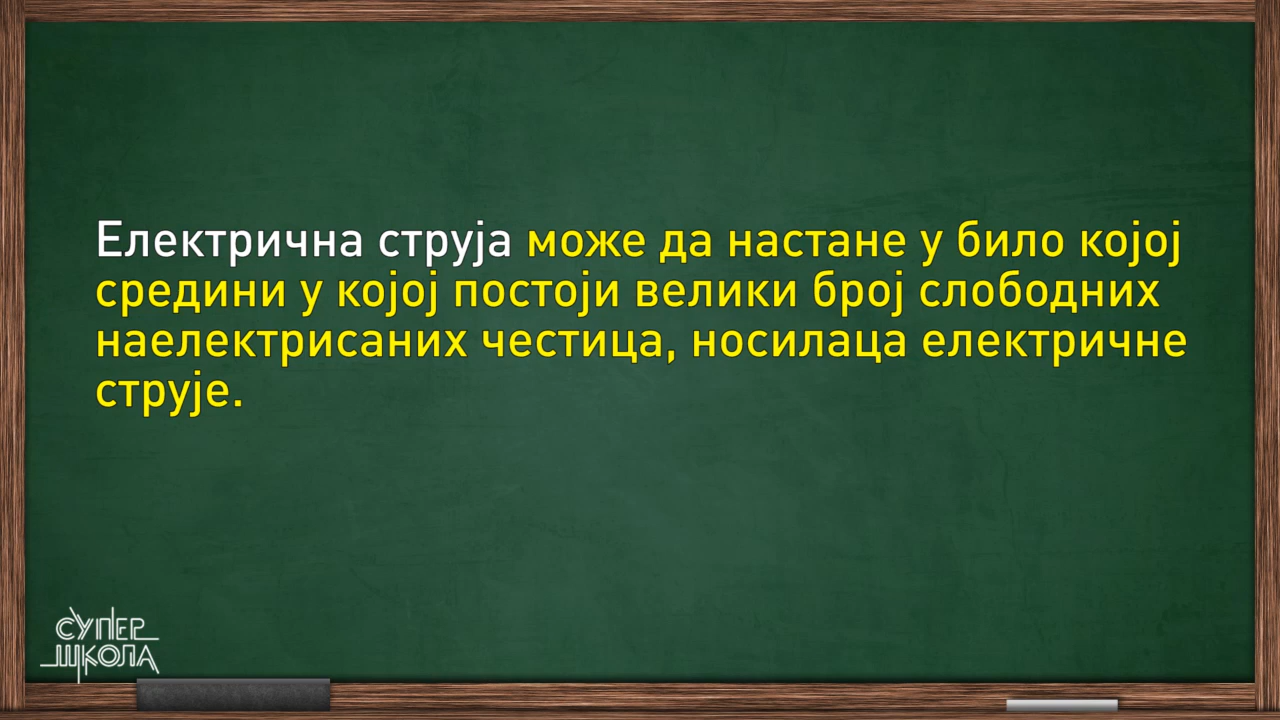 Електрична струја може да настане у било којој
средини у којој постоји велики број слободних
наелектрисаних честица, носилаца електричне
струје.
СУПЕР
ШКОЛА